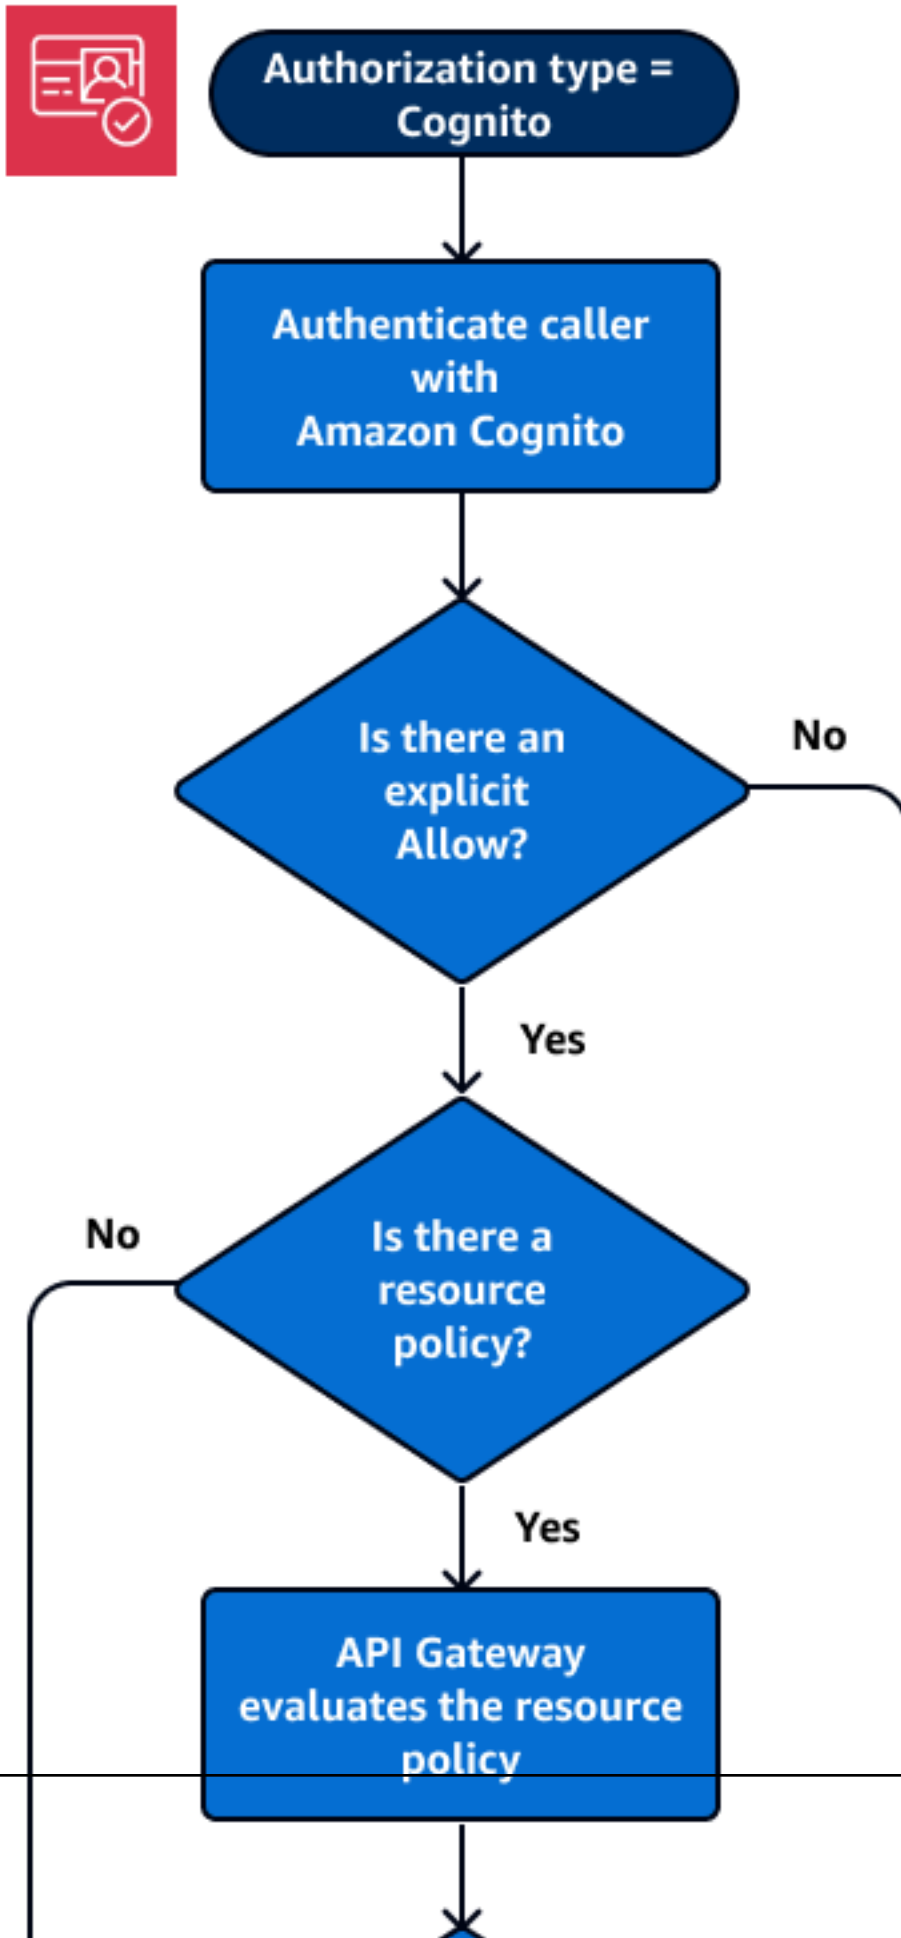 Authorization type =
Cognito
Authenticate caller
with
Amazon Cognito
Is there an
explicit
Allow?
No
Yes
Is there a
resource
policy?
No
Yes
API Gateway
evaluates the resource
policy